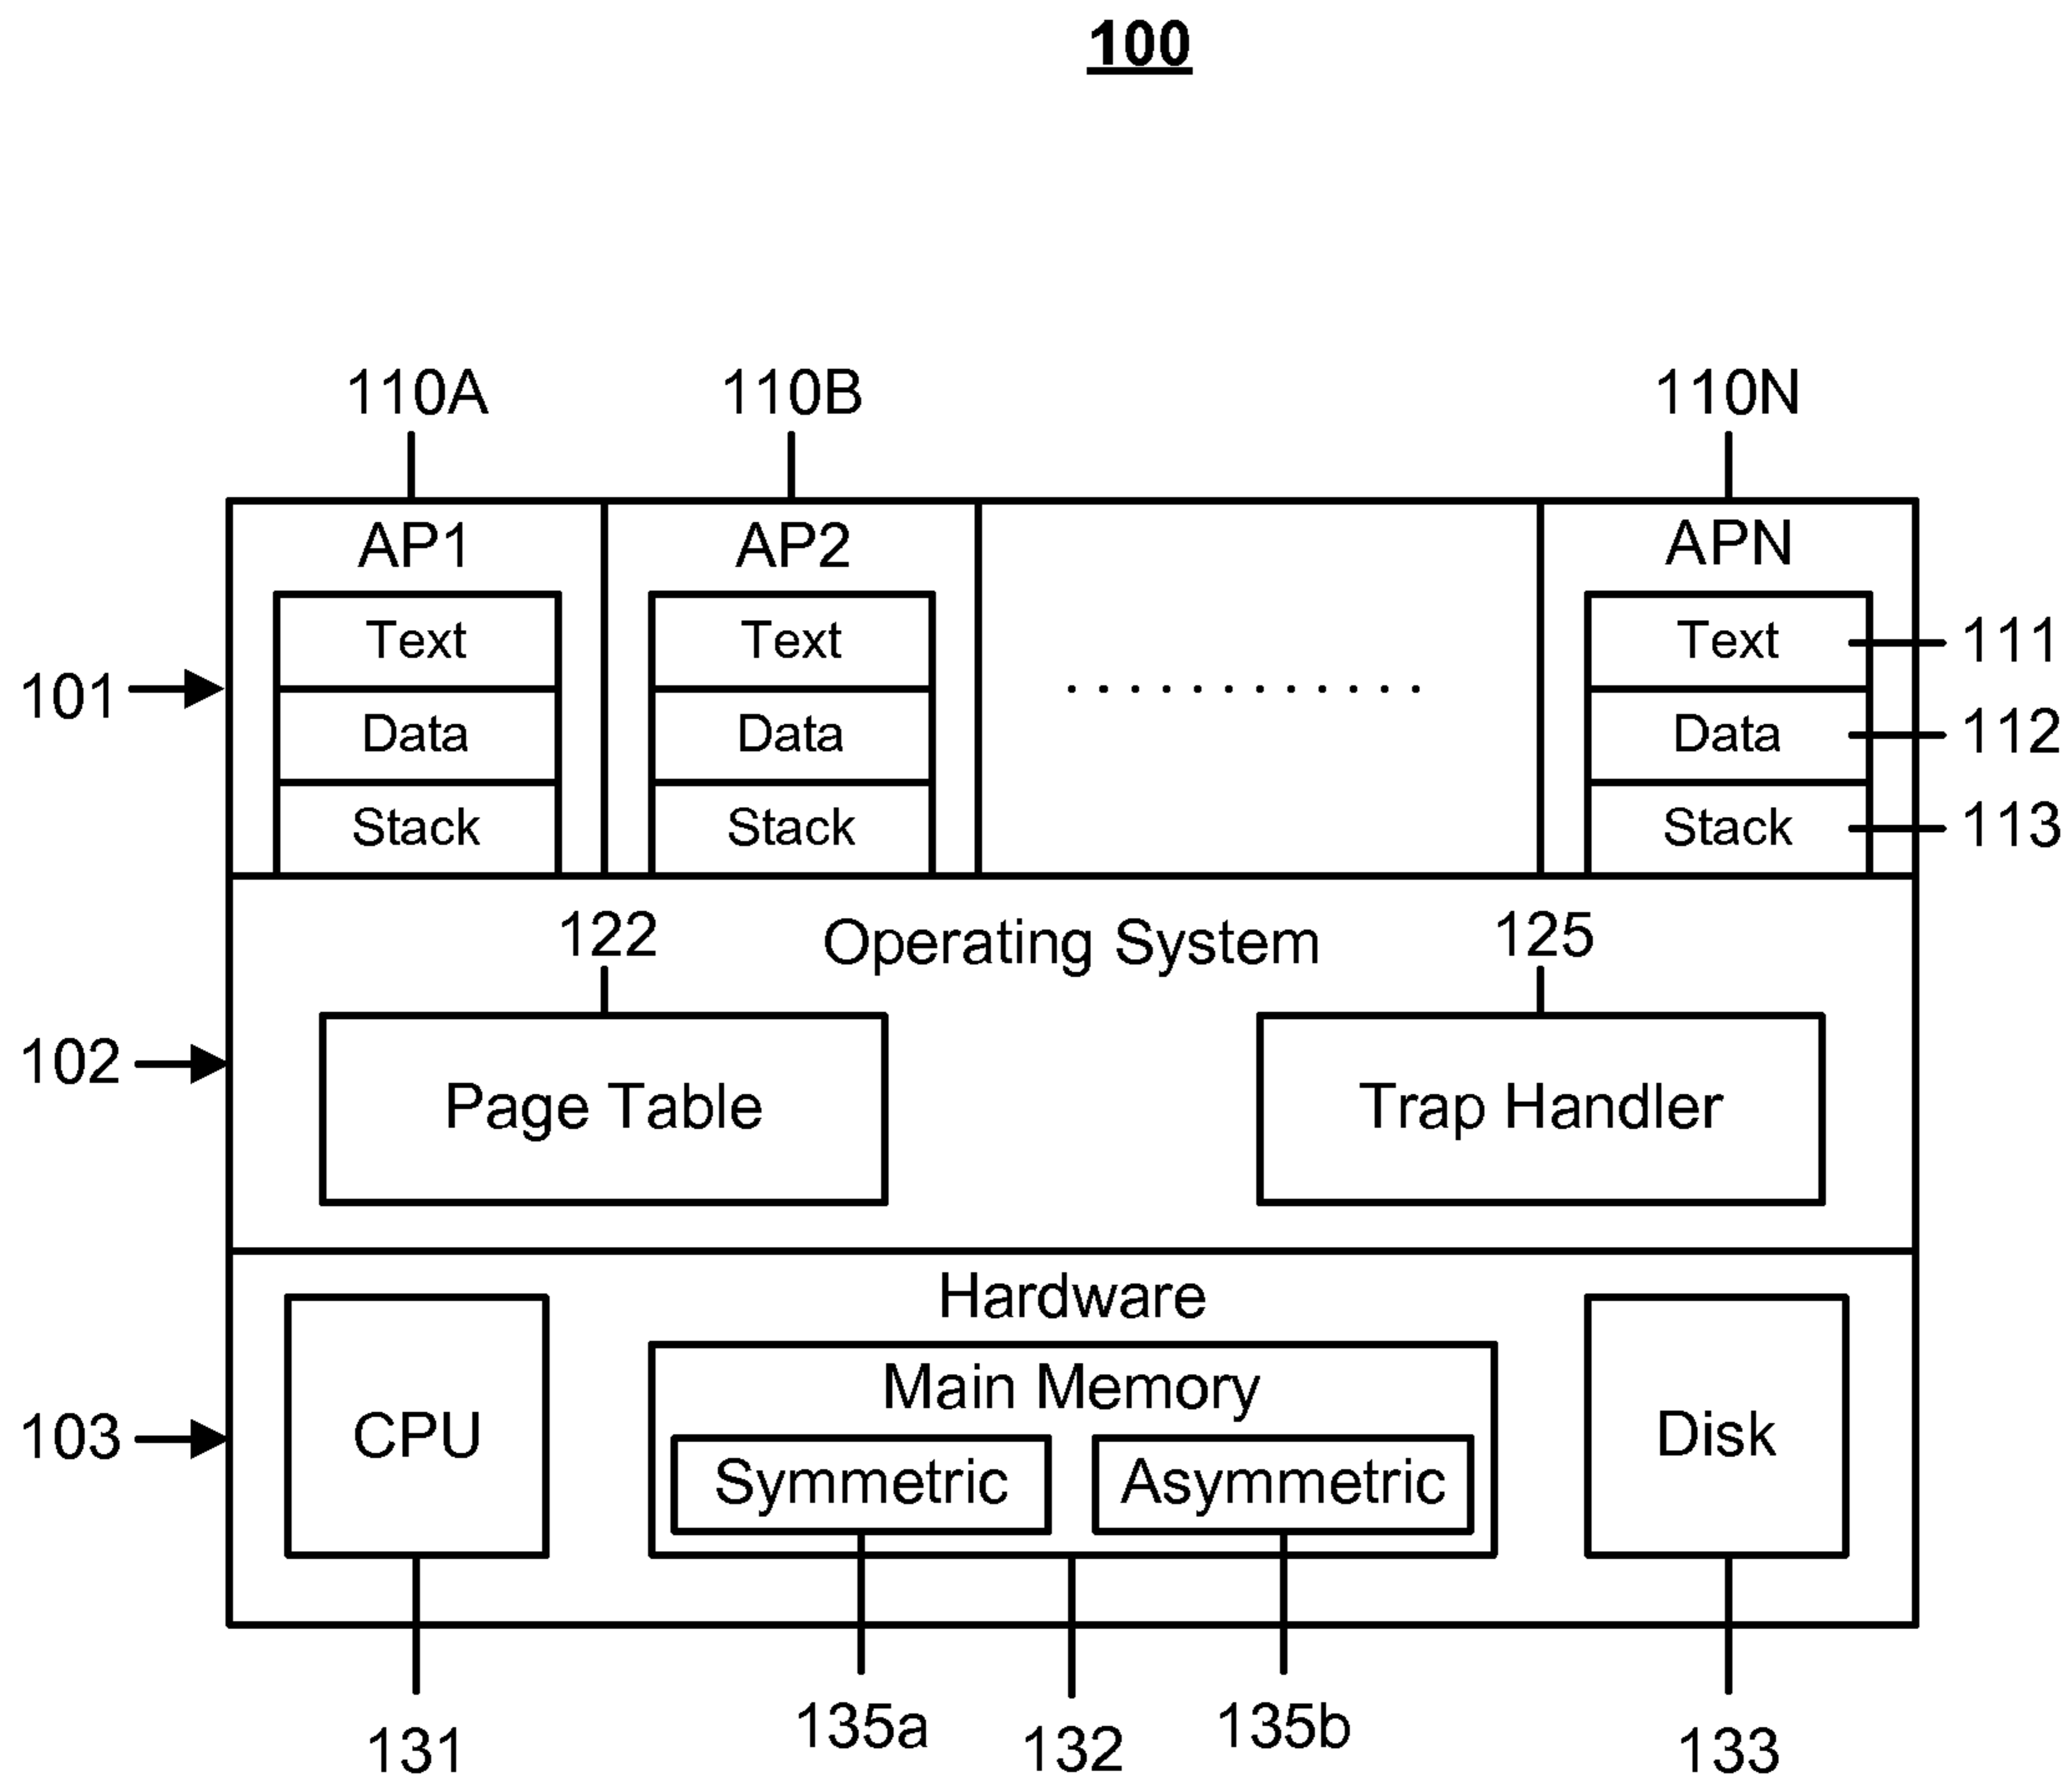 100
110A 110B 110N
AP1 AP2 APN
Text Text Text 111
101 ............
Data Data Data 112
Stack Stack Stack 113
122 Operating System 125
102 Page Table Trap Handler
Hardware
Main Memory
103 CPU Symmetric Asymmetric Disk
135a 135b
131 132 133